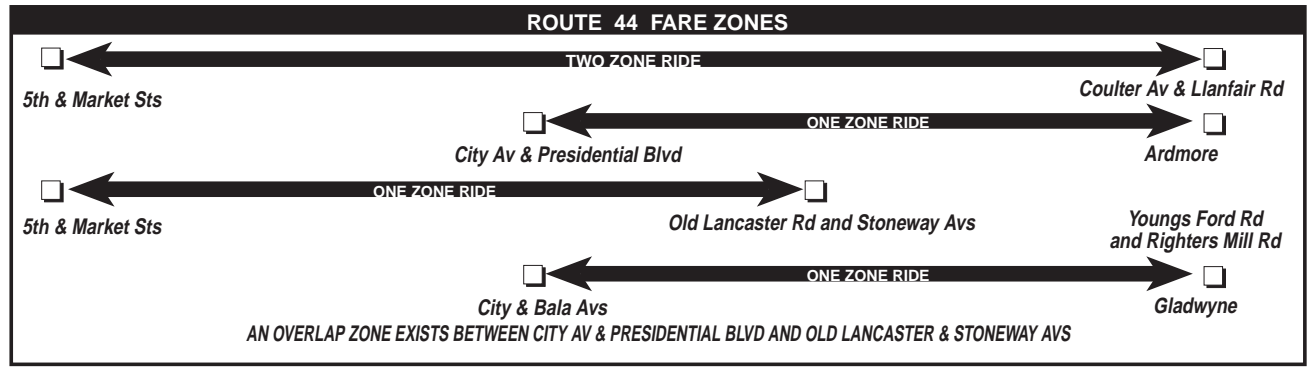 ROUTE 44 FARE ZONES
TWO ZONE RIDE
5th & Market Sts
Coulter Av & Llanfair Rd
ONE ZONE RIDE
City Av & Presidential Blvd
Ardmore
ONE ZONE RIDE
5th & Market Sts
Old Lancaster Rd and Stoneway Avs
Youngs Ford Rd
and Righters Mill Rd
ONE ZONE RIDE
City & Bala Avs
Gladwyne
AN OVERLAP ZONE EXISTS BETWEEN CITY AV & PRESIDENTIAL BLVD AND OLD LANCASTER & STONEWAY AVS